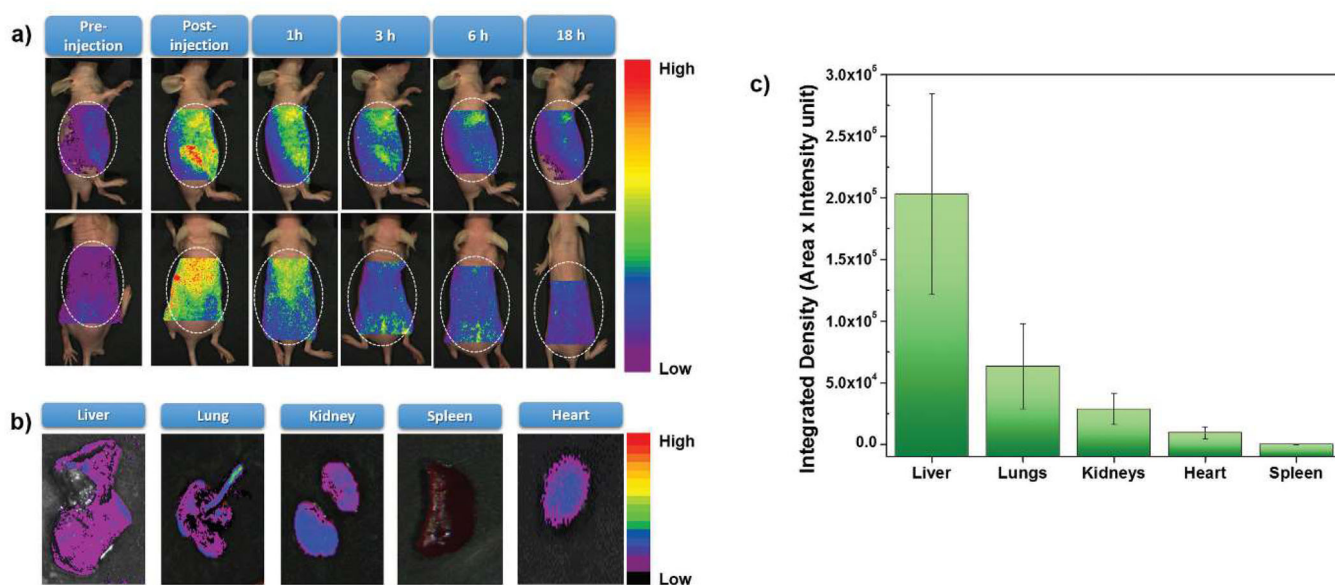 a)
Pre-injection
Post-injection
1h
3 h
6 h
18 h
High
Low
b)
Liver
Lung
Kidney
Spleen
Heart
High
Low
c)
Integrated Density (Area x Intensity unit)
3.0x10⁵
2.5x10⁵
2.0x10⁵
1.5x10⁵
1.0x10⁵
5.0x10⁴
0.0
Liver
Lungs
Kidneys
Heart
Spleen